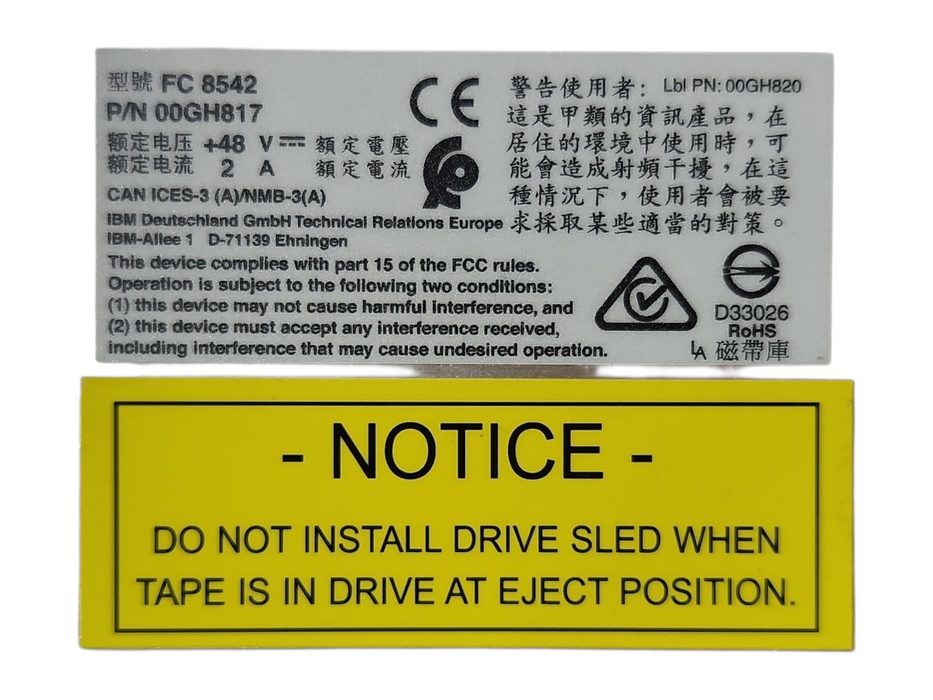 型號 FC 8542
P/N 00GH817
额定电压 +48 V 額定電壓
额定电流 2 A 額定電流
CAN ICES-3 (A)/NMB-3(A)
IBM Deutschland GmbH Technical Relations Europe
IBM-Allee 1 D-71139 Ehningen
This device complies with part 15 of the FCC rules.
Operation is subject to the following two conditions:
(1) this device may not cause harmful interference, and
(2) this device must accept any interference received,
including interference that may cause undesired operation.
CE
警告使用者: Lbl PN: 00GH820
這是甲類的資訊產品，在
居住的環境中使用時，可
能會造成射頻干擾，在這
種情況下，使用者會被要
求採取某些適當的對策。
D33026
RoHS
LA 磁帶庫
- NOTICE -
DO NOT INSTALL DRIVE SLED WHEN
TAPE IS IN DRIVE AT EJECT POSITION.